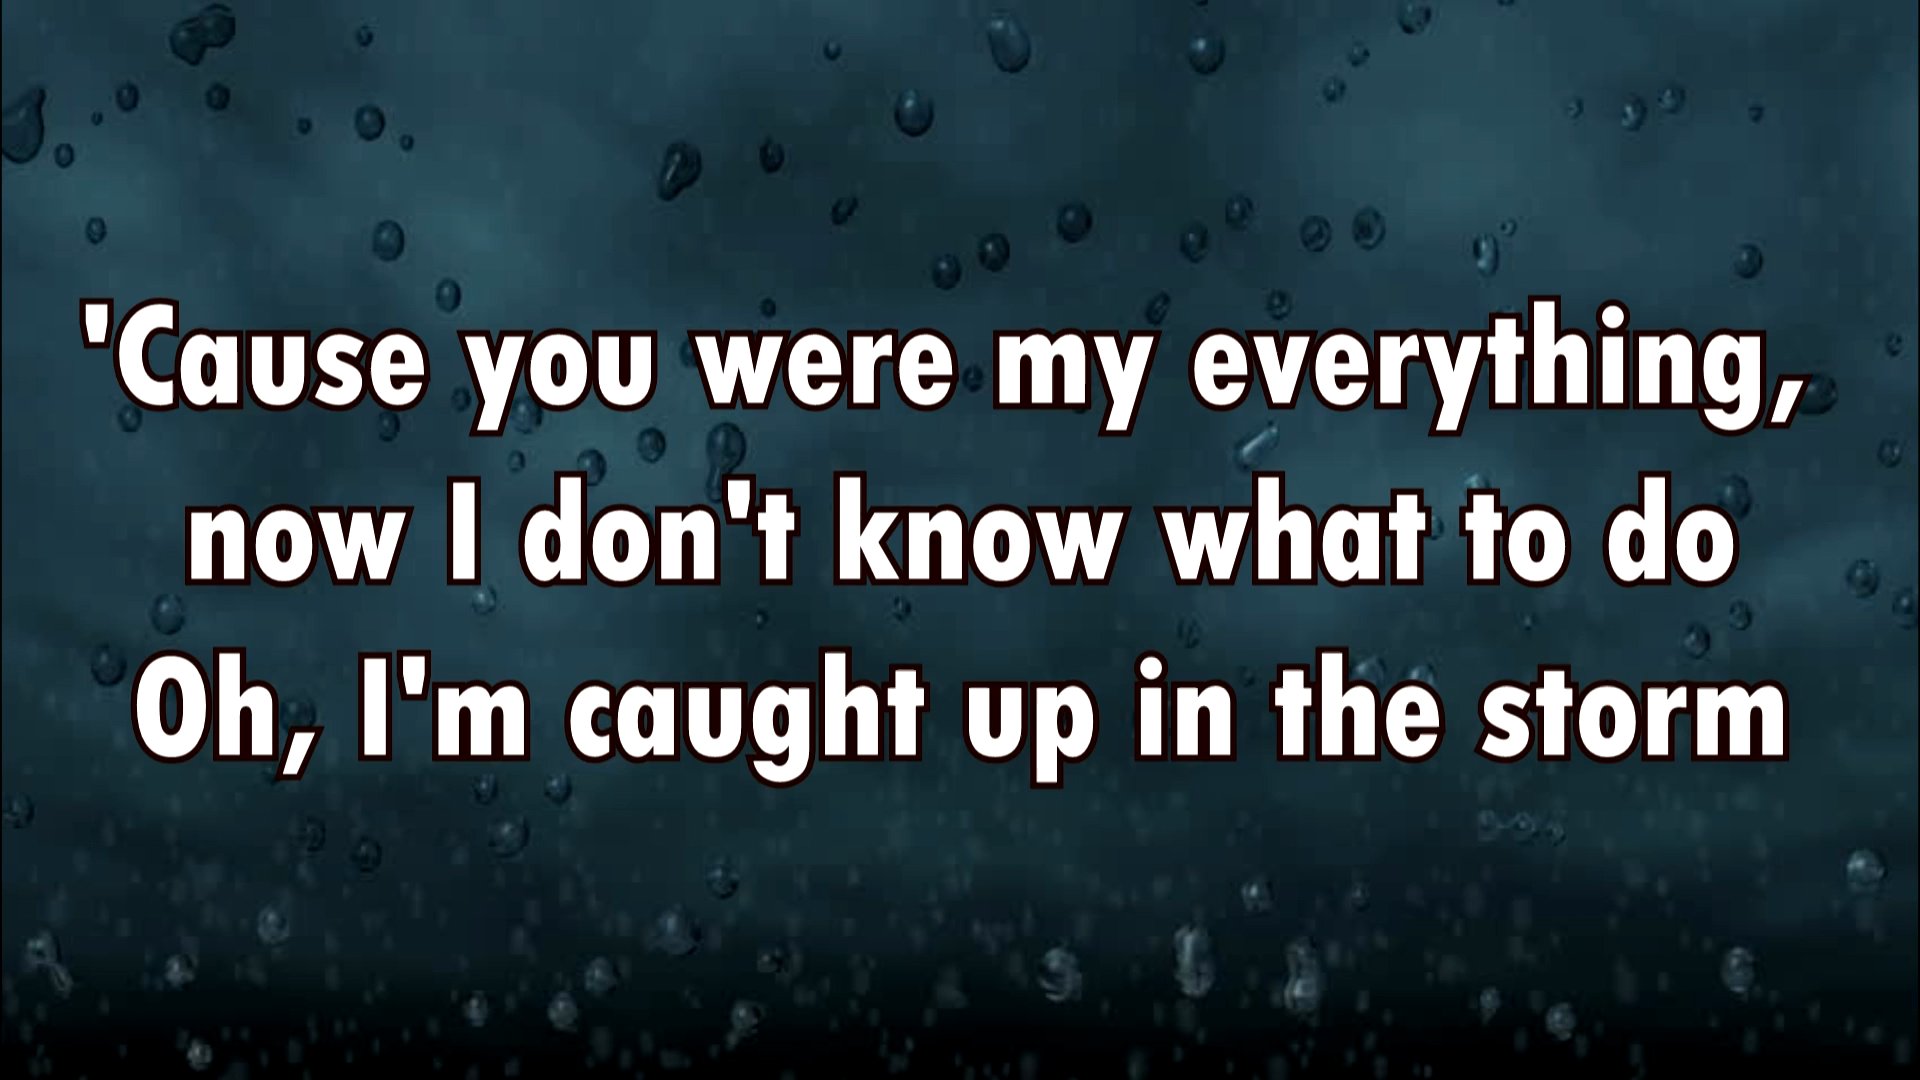 'Cause you were my everything,
now I don't know what to do
Oh, I'm caught up in the storm